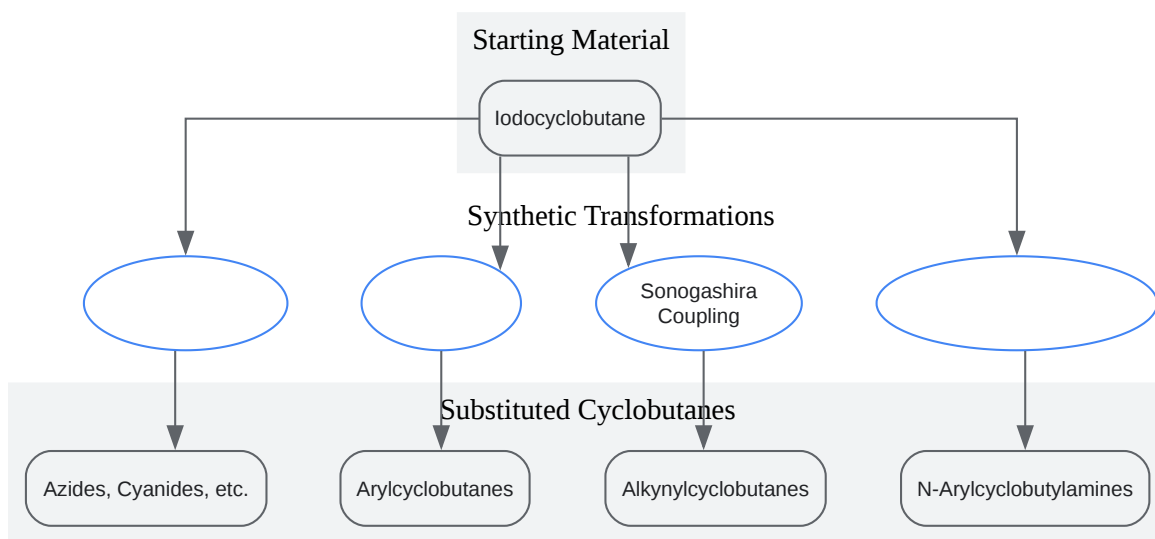 Starting Material
Iodocyclobutane
Synthetic Transformations
Sonogashira
Coupling
Substituted Cyclobutanes
Azides, Cyanides, etc.
Arylcyclobutanes
Alkynylcyclobutanes
N-Arylcyclobutylamines